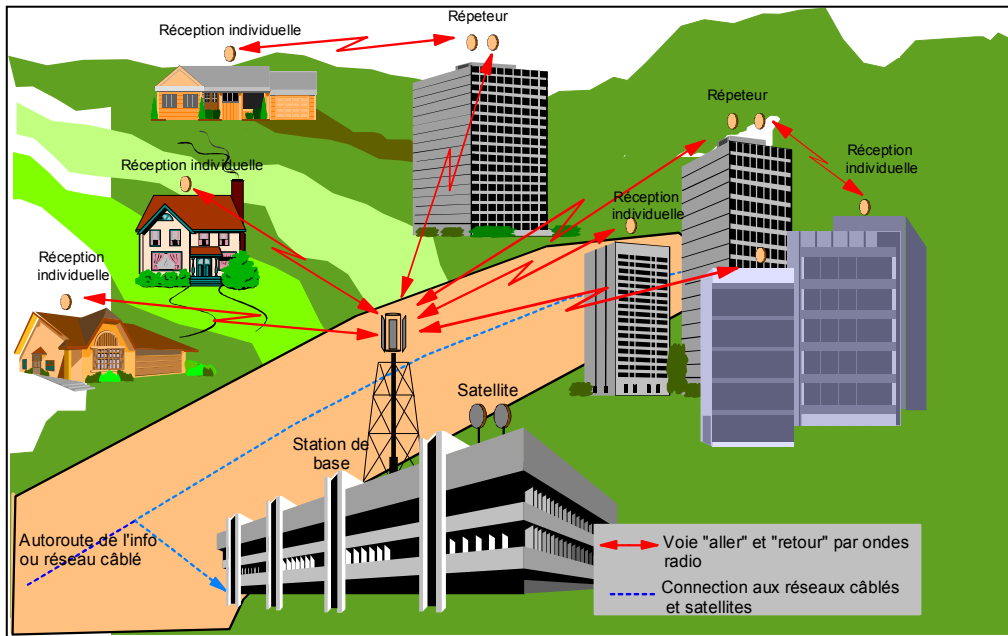 Réception individuelle
Répeteur
Répeteur
Réception individuelle
Réception
individuelle
Réception
individuelle
Réception
individuelle
Satellite
Station de
base
Autoroute de l'info
ou réseau câblé
Voie "aller" et "retour" par ondes
radio
Connection aux réseaux câblés
et satellites